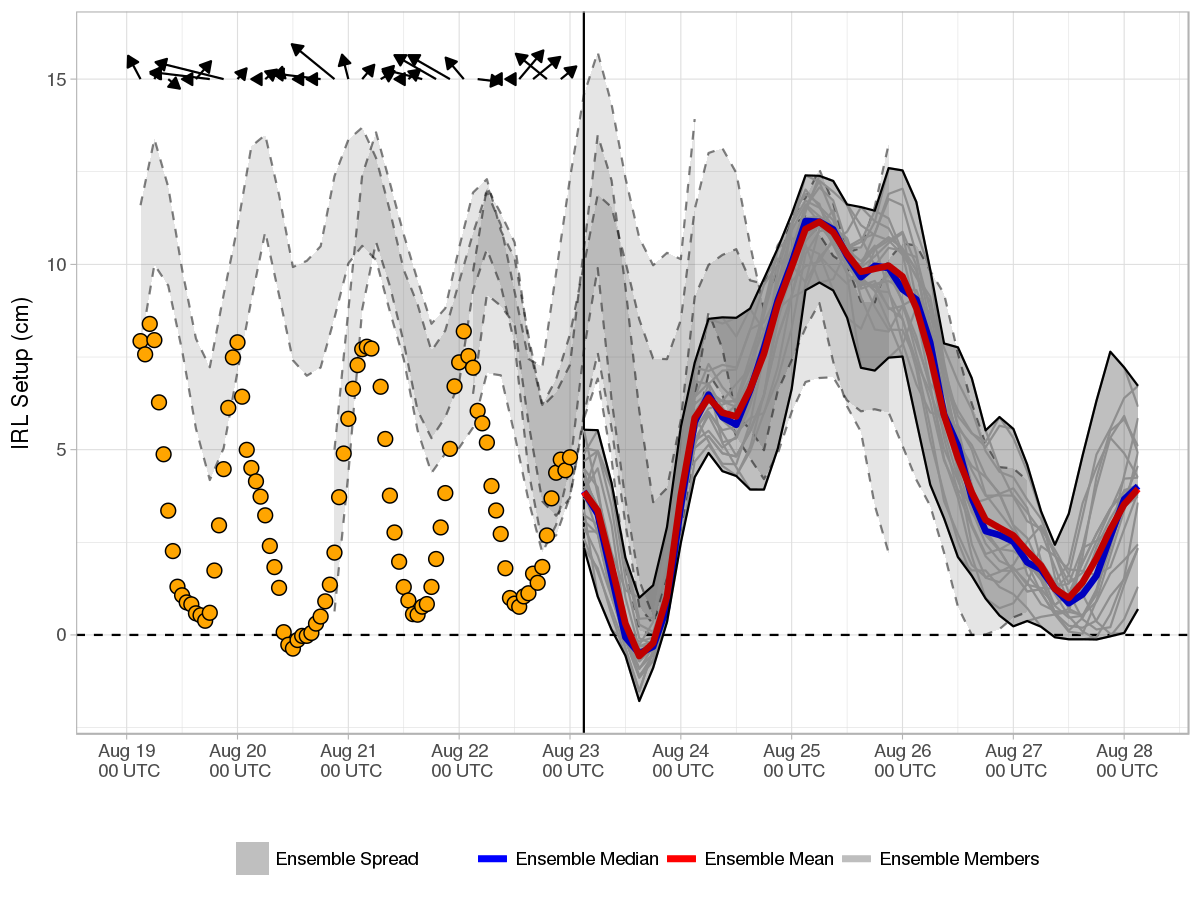 IRL Setup (cm)
15
10
5
0
Aug 19 Aug 20 Aug 21 Aug 22 Aug 23 Aug 24 Aug 25 Aug 26 Aug 27 Aug 28
00 UTC 00 UTC 00 UTC 00 UTC 00 UTC 00 UTC 00 UTC 00 UTC 00 UTC 00 UTC
Ensemble Spread Ensemble Median Ensemble Mean Ensemble Members